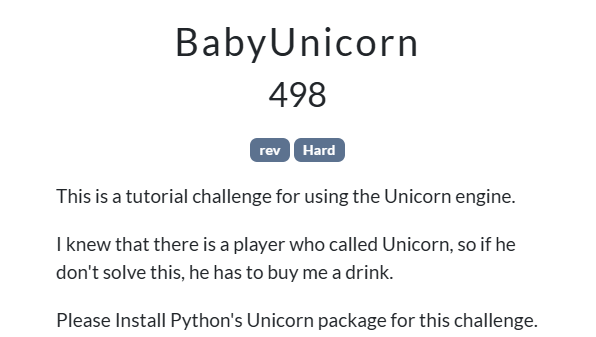 BabyUnicorn
498
rev Hard
This is a tutorial challenge for using the Unicorn engine.
I knew that there is a player who called Unicorn, so if he
don't solve this, he has to buy me a drink.
Please Install Python's Unicorn package for this challenge.